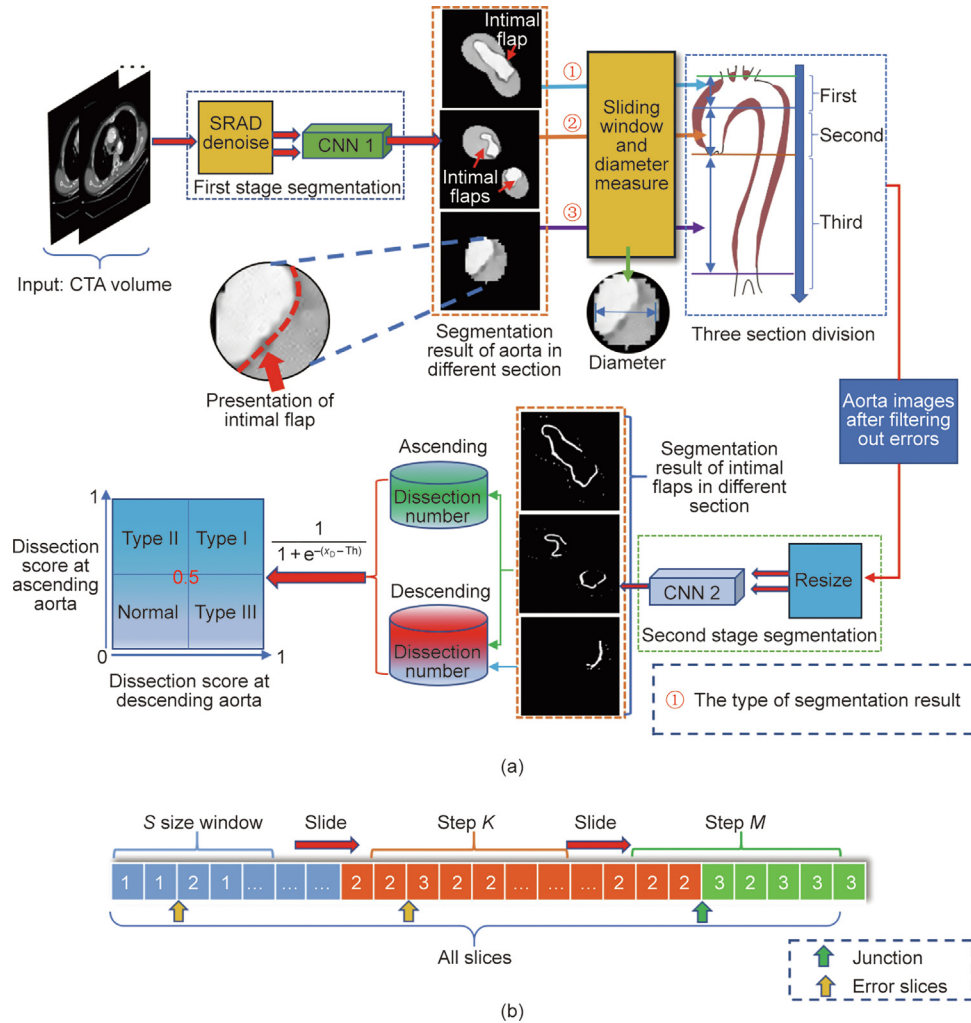 (a)
Intimal
flap
SRAD
denoise
CNN 1
First stage segmentation
Input: CTA volume
Intimal
flaps
①
②
③
Sliding
window
and
diameter
measure
First
Second
Third
Segmentation
result of aorta in
different section
Diameter
Three section division
Presentation of
intimal flap
Aorta images
after filtering
out errors
Segmentation
result of intimal
flaps in different
section
Resize
CNN 2
Second stage segmentation
Ascending
Dissection
number
Descending
Dissection
number
1
1 + e^{−(x_D − Th)}
1
Dissection
score at
ascending
aorta
Type II Type I
0.5
Normal Type III
0 1
Dissection score at
descending aorta
① The type of segmentation result
(a)
S size window Slide Step K Slide Step M
1 1 2 1 ... ... ... 2 2 3 2 2 ... ... ... 2 2 2 3 2 3 3 3
All slices
Junction
Error slices
(b)